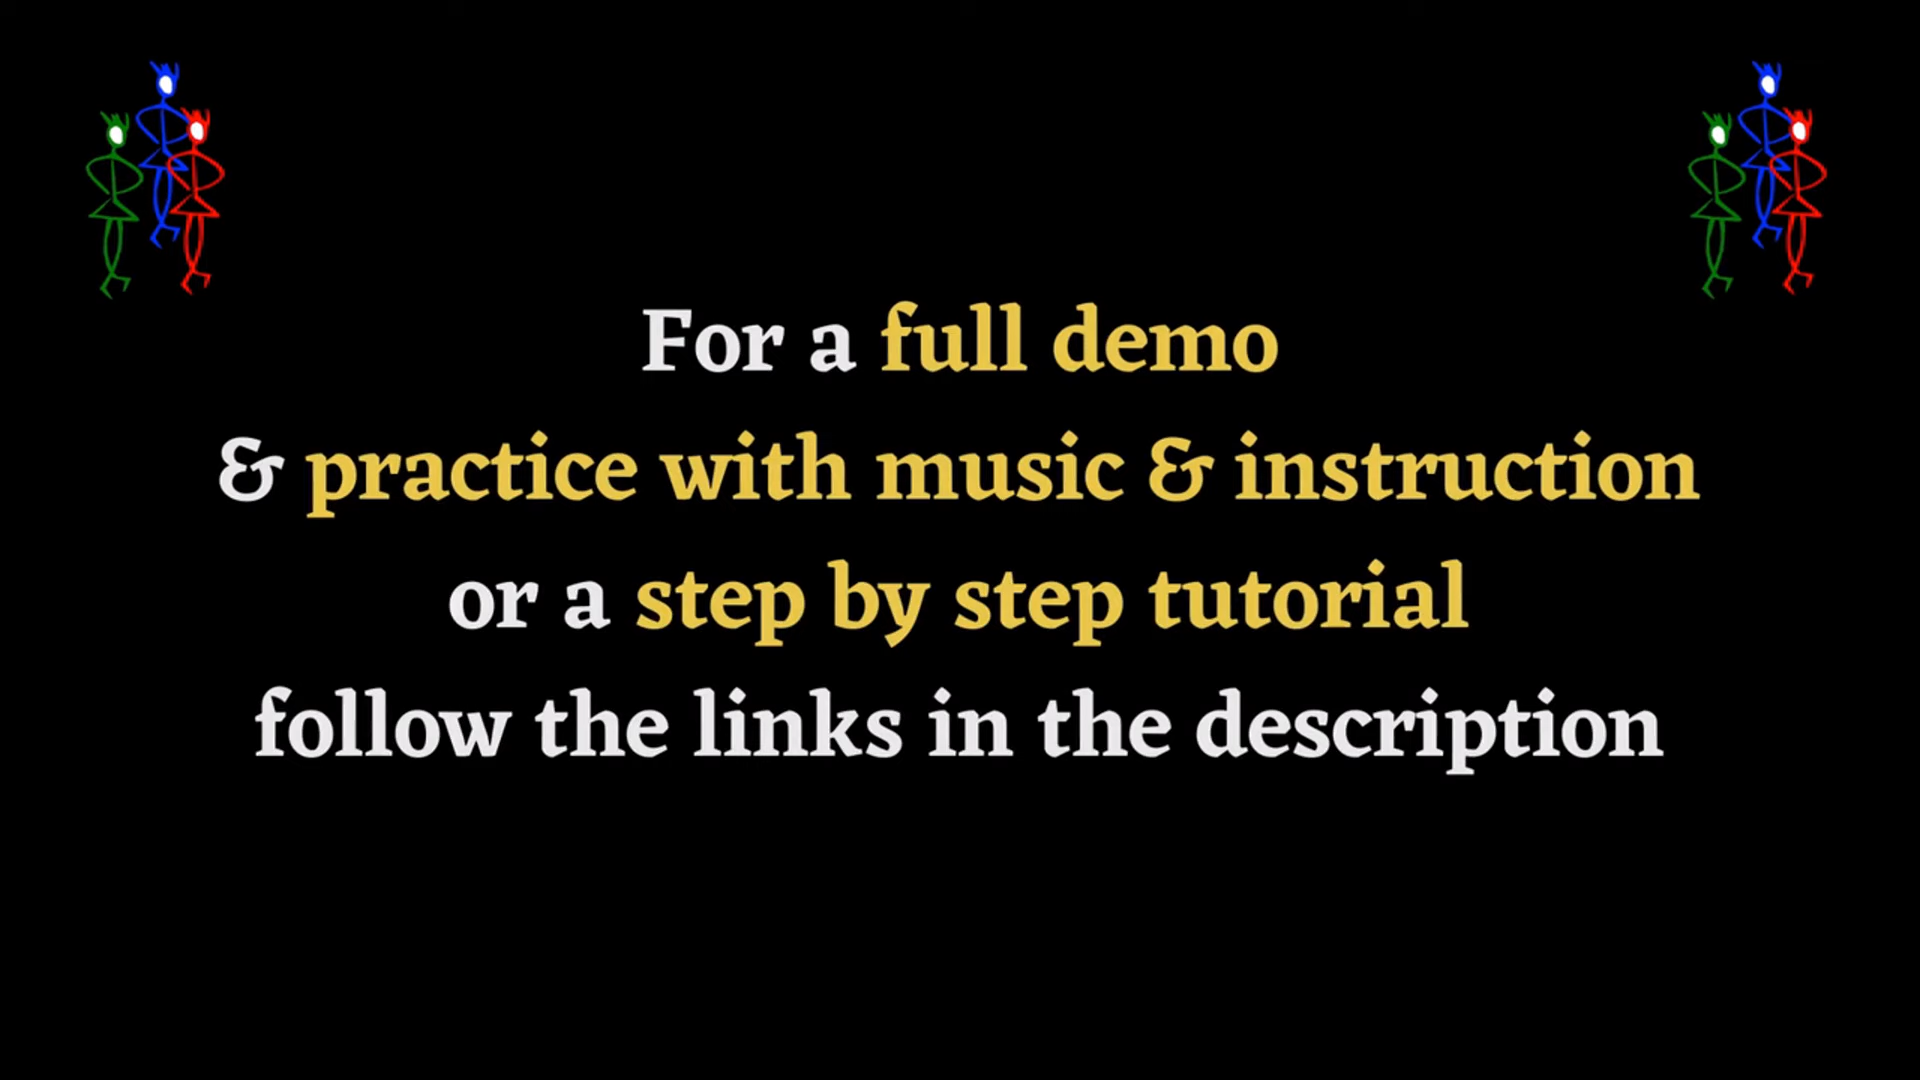 For a full demo
& practice with music & instruction
or a step by step tutorial
follow the links in the description